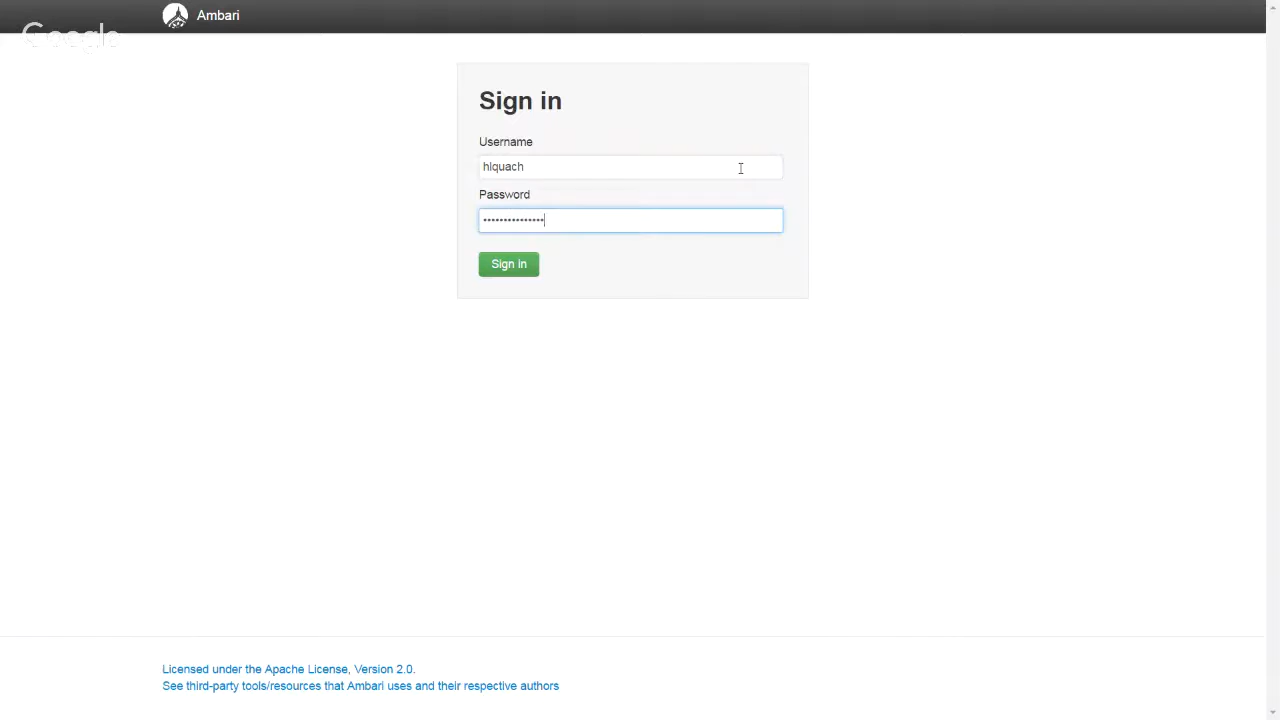 Ambari
Google
Sign in
Username
hlquach
Password
•••••••••••••••
Sign in
Licensed under the Apache License, Version 2.0.
See third-party tools/resources that Ambari uses and their respective authors